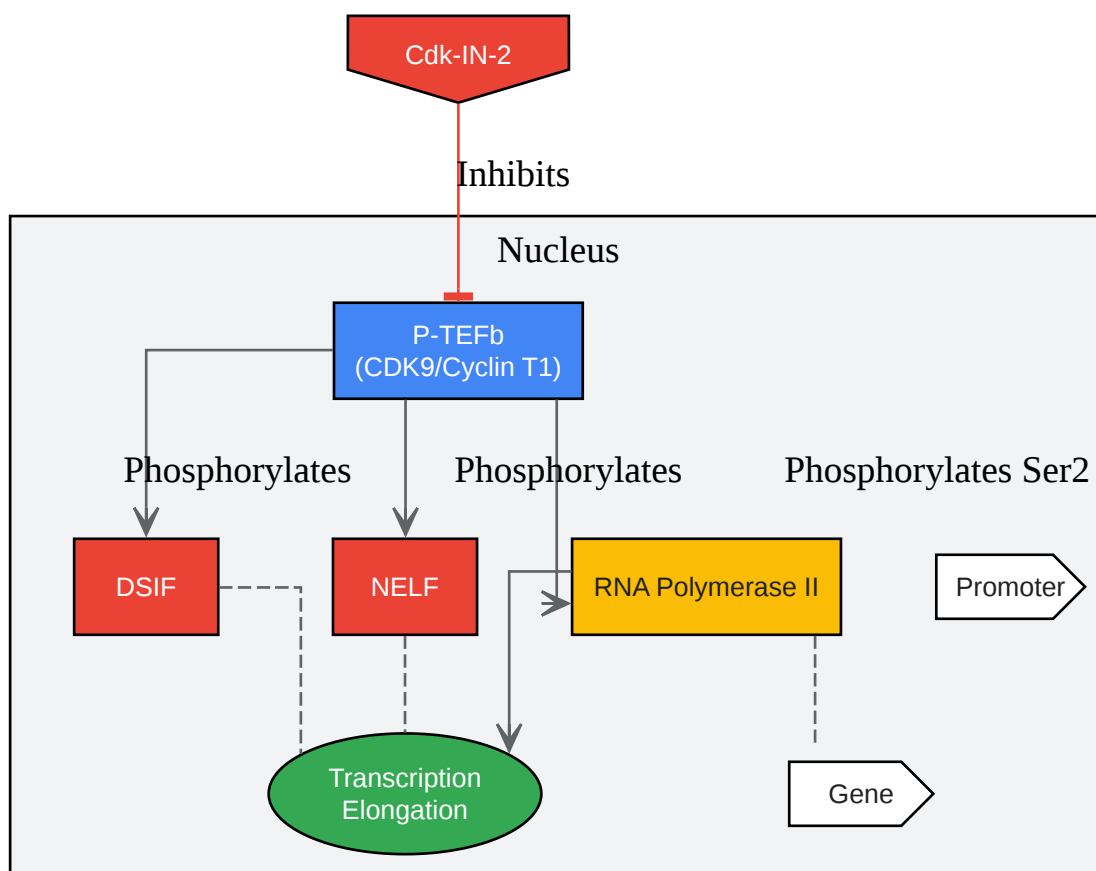 Cdk-IN-2
Inhibits
Nucleus
P-TEFb
(CDK9/Cyclin T1)
Phosphorylates
Phosphorylates
Phosphorylates Ser2
DSIF
NELF
RNA Polymerase II
Promoter
Transcription
Elongation
Gene